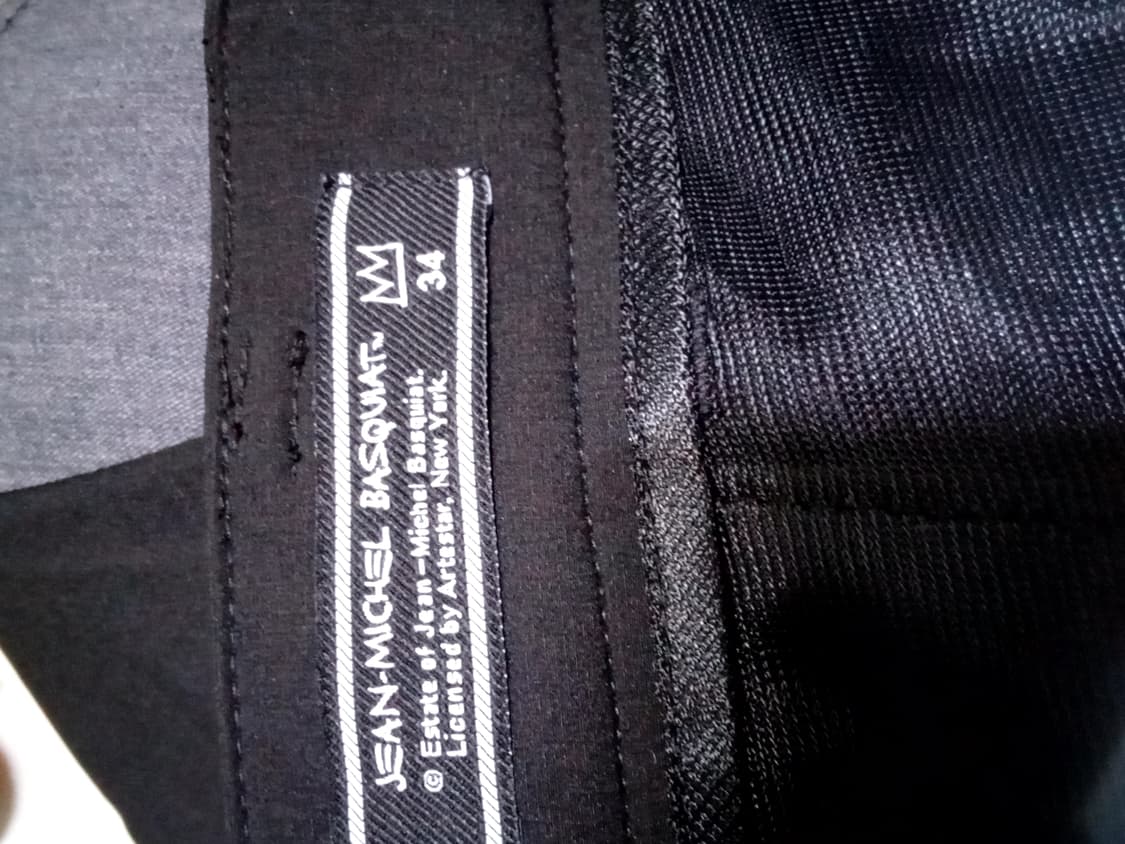 JEAN-MICHEL BASQUIAT.
© Estate of Jean-Michel Basquiat.
Licensed by Artestar, New York.
34